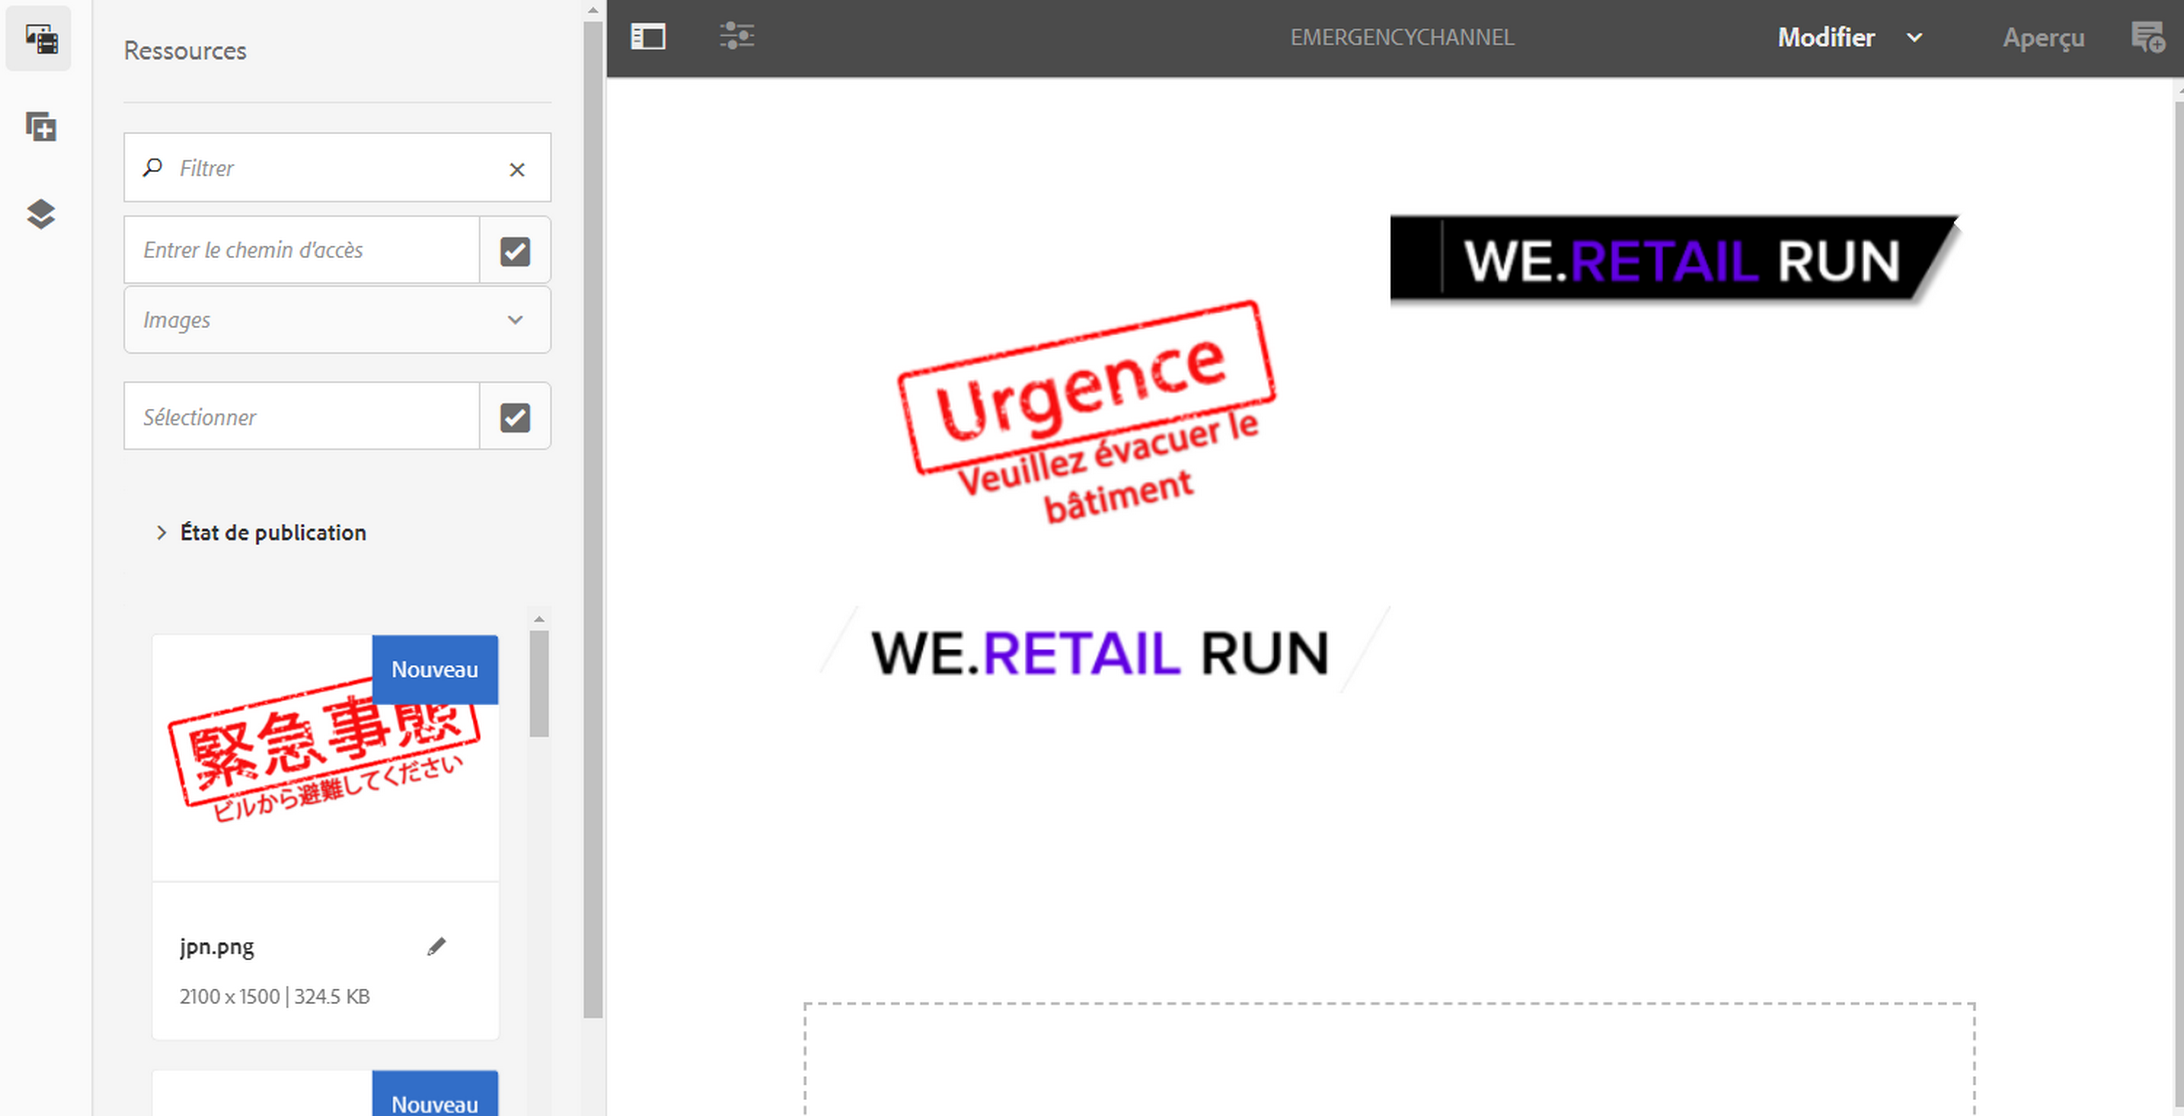 Ressources
Filtrer
Entrer le chemin d'accès
Images
Sélectionner
État de publication
Nouveau
緊急事態
ビルから避難してください
jpn.png
2100 x 1500 | 324.5 KB
Nouveau
EMERGENCYCHANNEL
Modifier
Aperçu
WE.RETAIL RUN
Urgence
Veuillez évacuer le
bâtiment
WE.RETAIL RUN